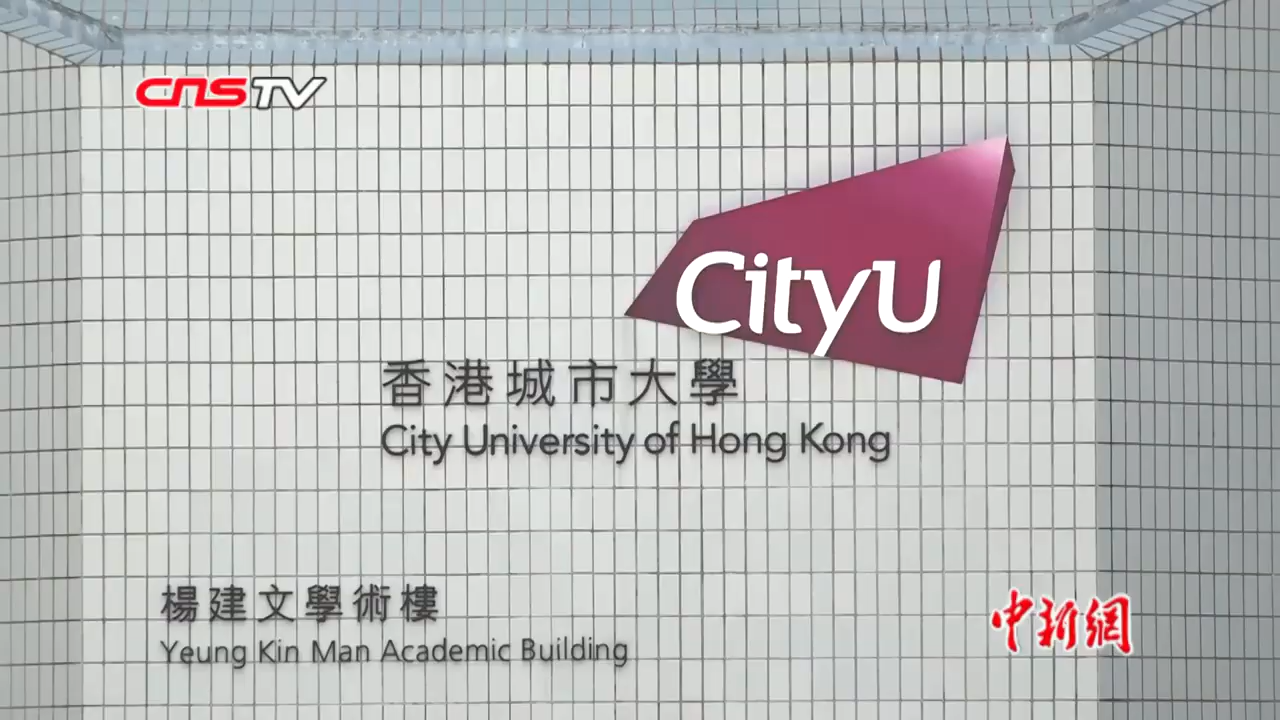 CNSTV
CityU
香港城市大學
City University of Hong Kong
楊建文學術樓
Yeung Kin Man Academic Building
中新網